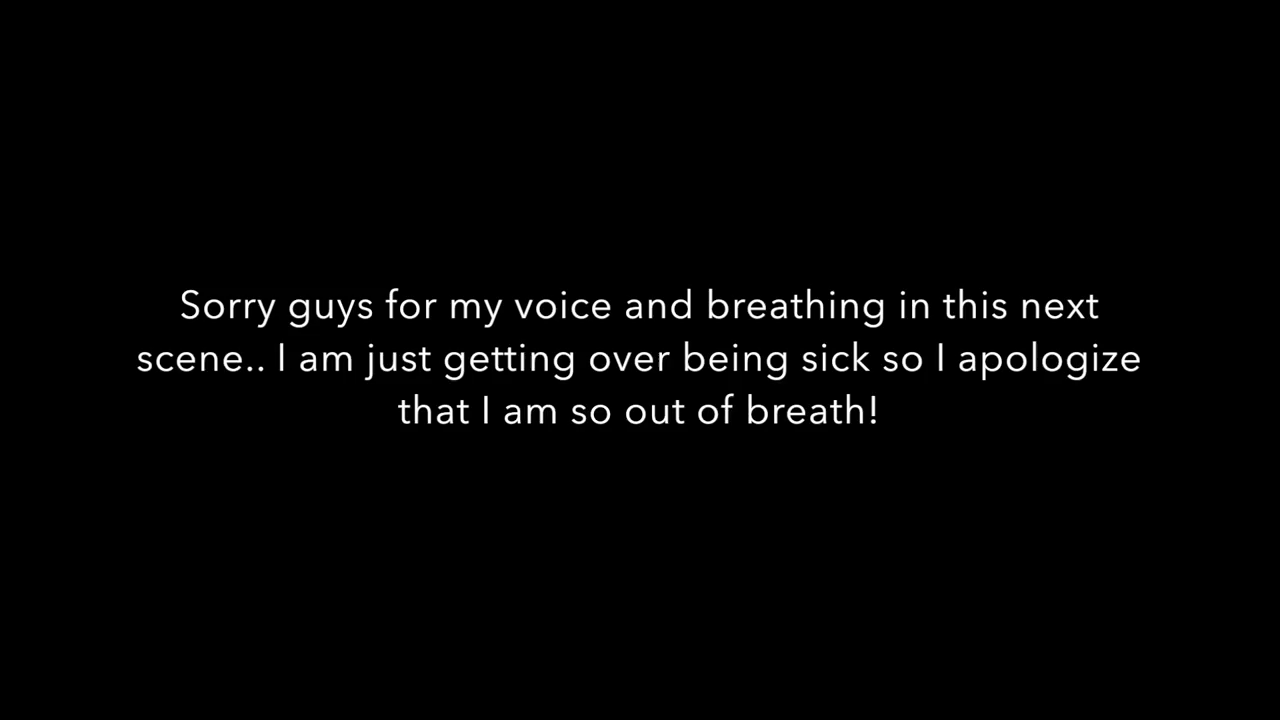 Sorry guys for my voice and breathing in this next
scene.. I am just getting over being sick so I apologize
that I am so out of breath!